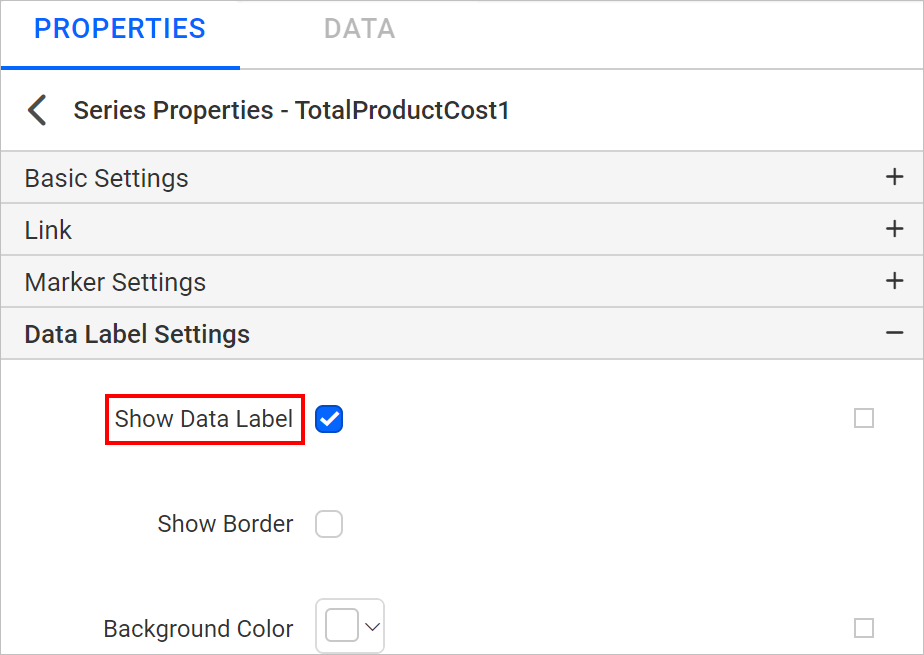 PROPERTIES DATA
Series Properties - TotalProductCost1
Basic Settings
Link
Marker Settings
Data Label Settings
Show Data Label
Show Border
Background Color